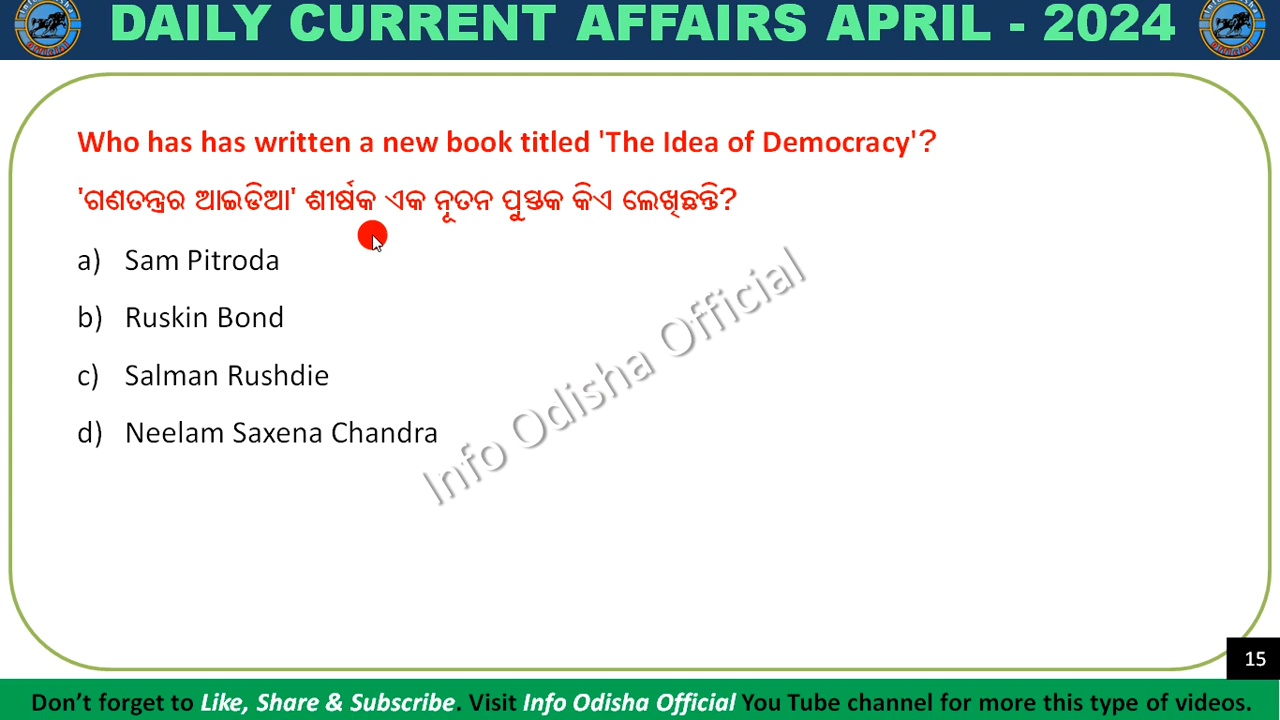 DAILY CURRENT AFFAIRS APRIL - 2024
Who has has written a new book titled 'The Idea of Democracy'?
'ଗଣତନ୍ତ୍ରର ଆଇଡିଆ' ଶୀର୍ଷକ ଏକ ନୂତନ ପୁସ୍ତକ କିଏ ଲେଖିଛନ୍ତି?
a) Sam Pitroda
b) Ruskin Bond
c) Salman Rushdie
d) Neelam Saxena Chandra
Info Odisha Official
15
Don't forget to Like, Share & Subscribe. Visit Info Odisha Official You Tube channel for more this type of videos.